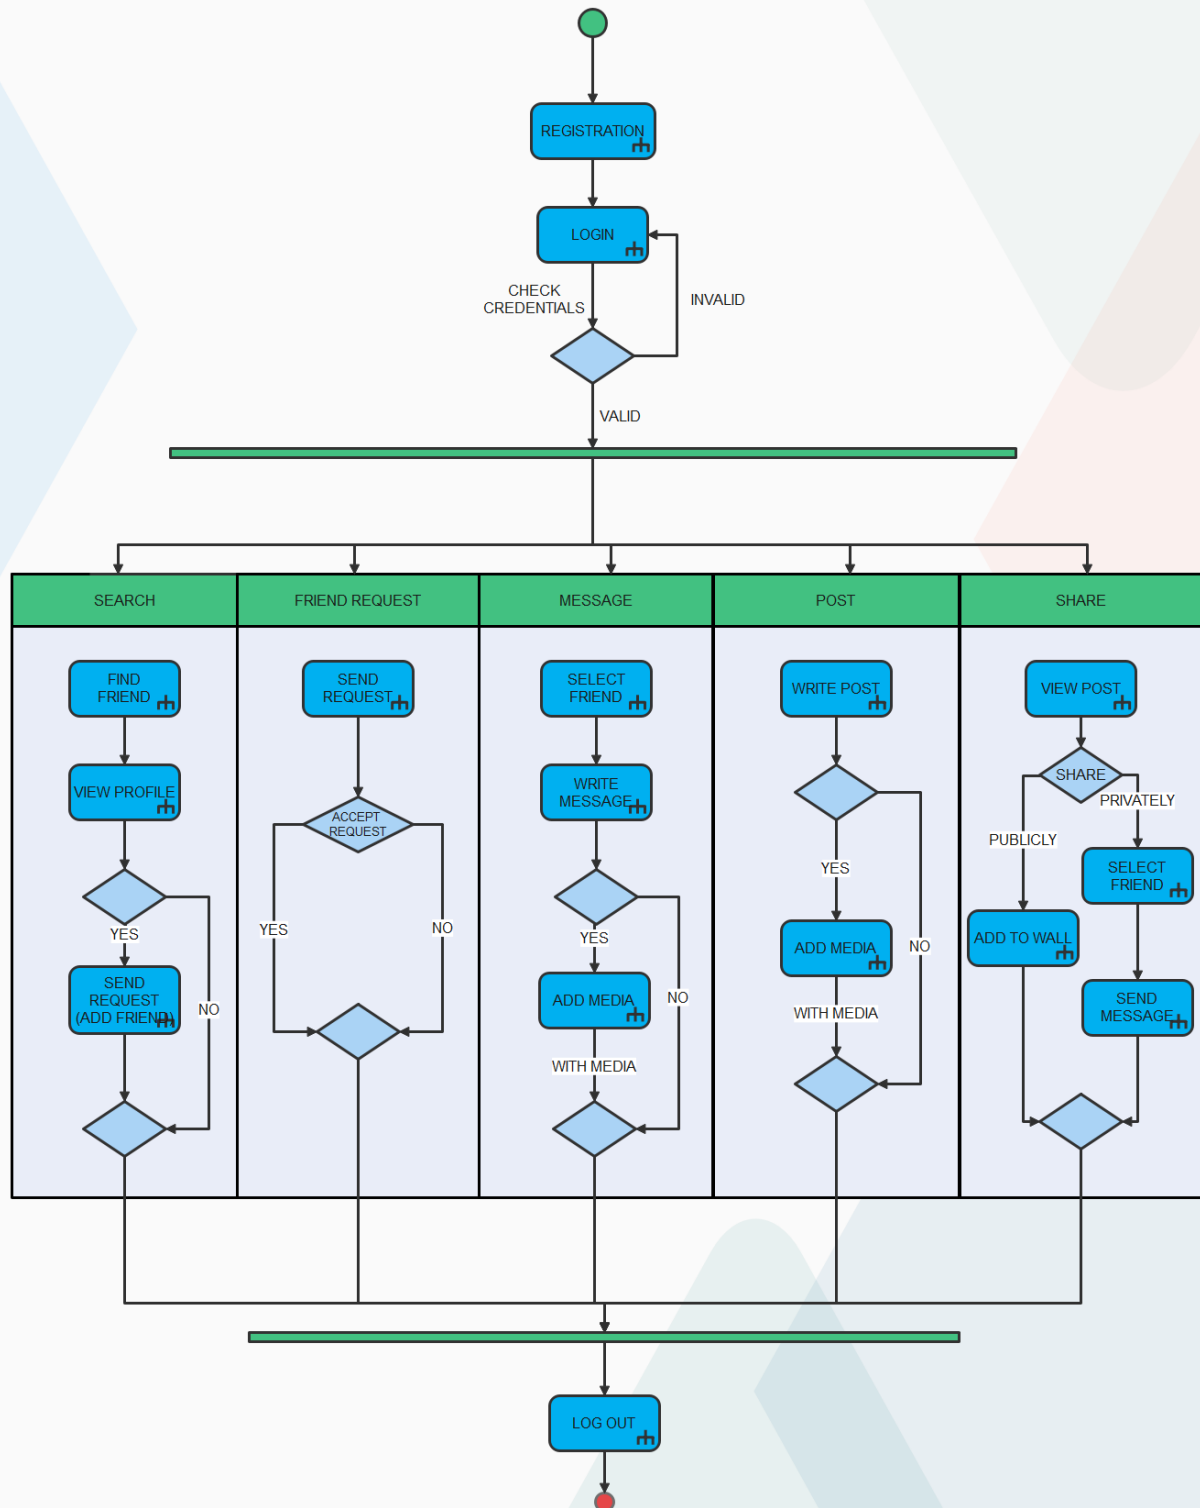 REGISTRATION
LOGIN
CHECK
CREDENTIALS
INVALID
VALID
SEARCH
FRIEND REQUEST
MESSAGE
POST
SHARE
FIND
FRIEND
VIEW PROFILE
YES
SEND
REQUEST
(ADD FRIEND)
NO
SEND
REQUEST
ACCEPT
REQUEST
YES
NO
SELECT
FRIEND
WRITE
MESSAGE
YES
ADD MEDIA
NO
WITH MEDIA
WRITE POST
YES
ADD MEDIA
NO
WITH MEDIA
VIEW POST
SHARE
PRIVATELY
PUBLICLY
SELECT
FRIEND
ADD TO WALL
SEND
MESSAGE
LOG OUT